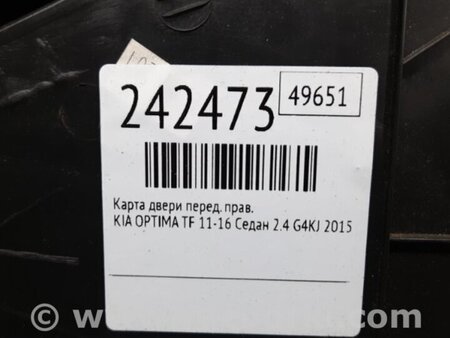 242473
49651
Карта двери перед. прав.
KIA OPTIMA TF 11-16 Седан 2.4 G4KJ 2015